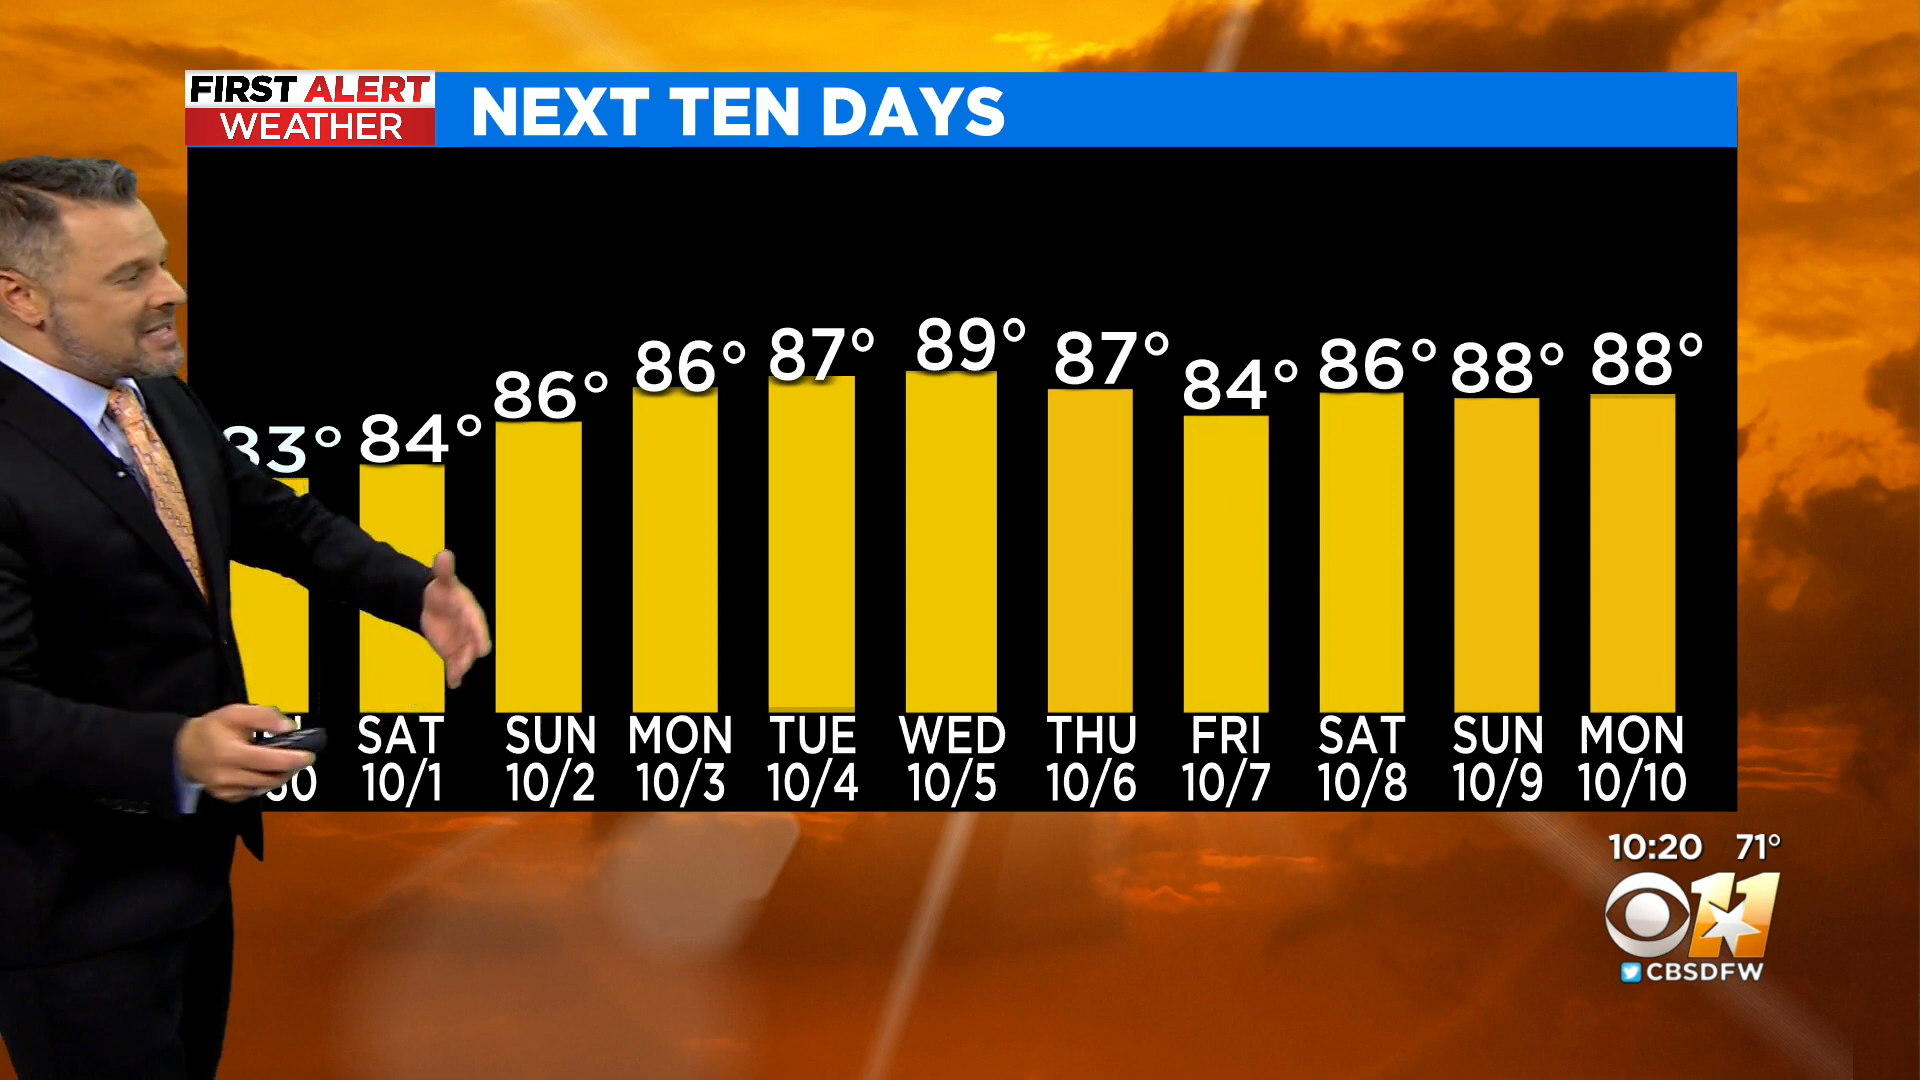 FIRST ALERT
WEATHER
NEXT TEN DAYS
83° 84° 86° 86° 87° 89° 87° 84° 86° 88° 88°
SAT SUN MON TUE WED THU FRI SAT SUN MON
10/1 10/2 10/3 10/4 10/5 10/6 10/7 10/8 10/9 10/10
10:20 71°
11
CBSDFW